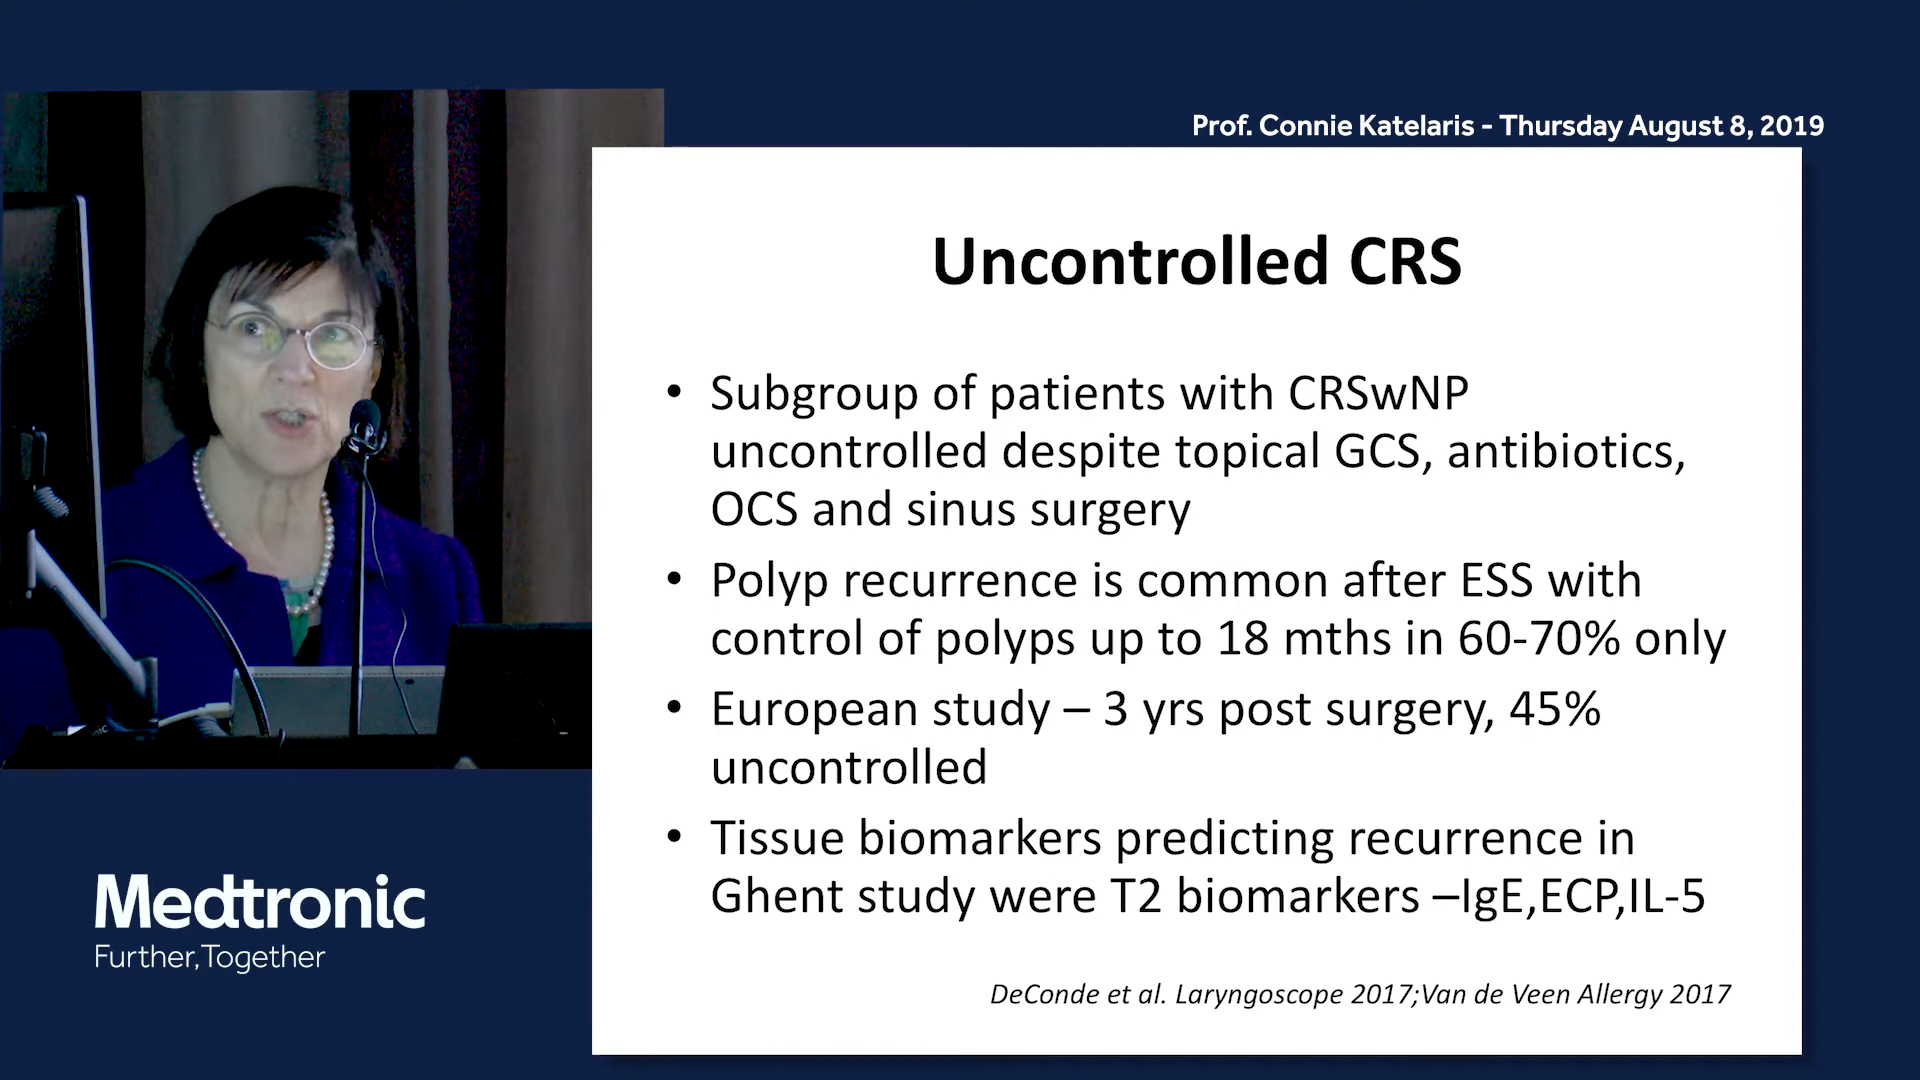 Prof. Connie Katelaris - Thursday August 8, 2019
Uncontrolled CRS
• Subgroup of patients with CRSwNP
uncontrolled despite topical GCS, antibiotics,
OCS and sinus surgery
• Polyp recurrence is common after ESS with
control of polyps up to 18 mths in 60-70% only
• European study – 3 yrs post surgery, 45%
uncontrolled
• Tissue biomarkers predicting recurrence in
Ghent study were T2 biomarkers –IgE,ECP,IL-5
DeConde et al. Laryngoscope 2017;Van de Veen Allergy 2017
Medtronic
Further,Together